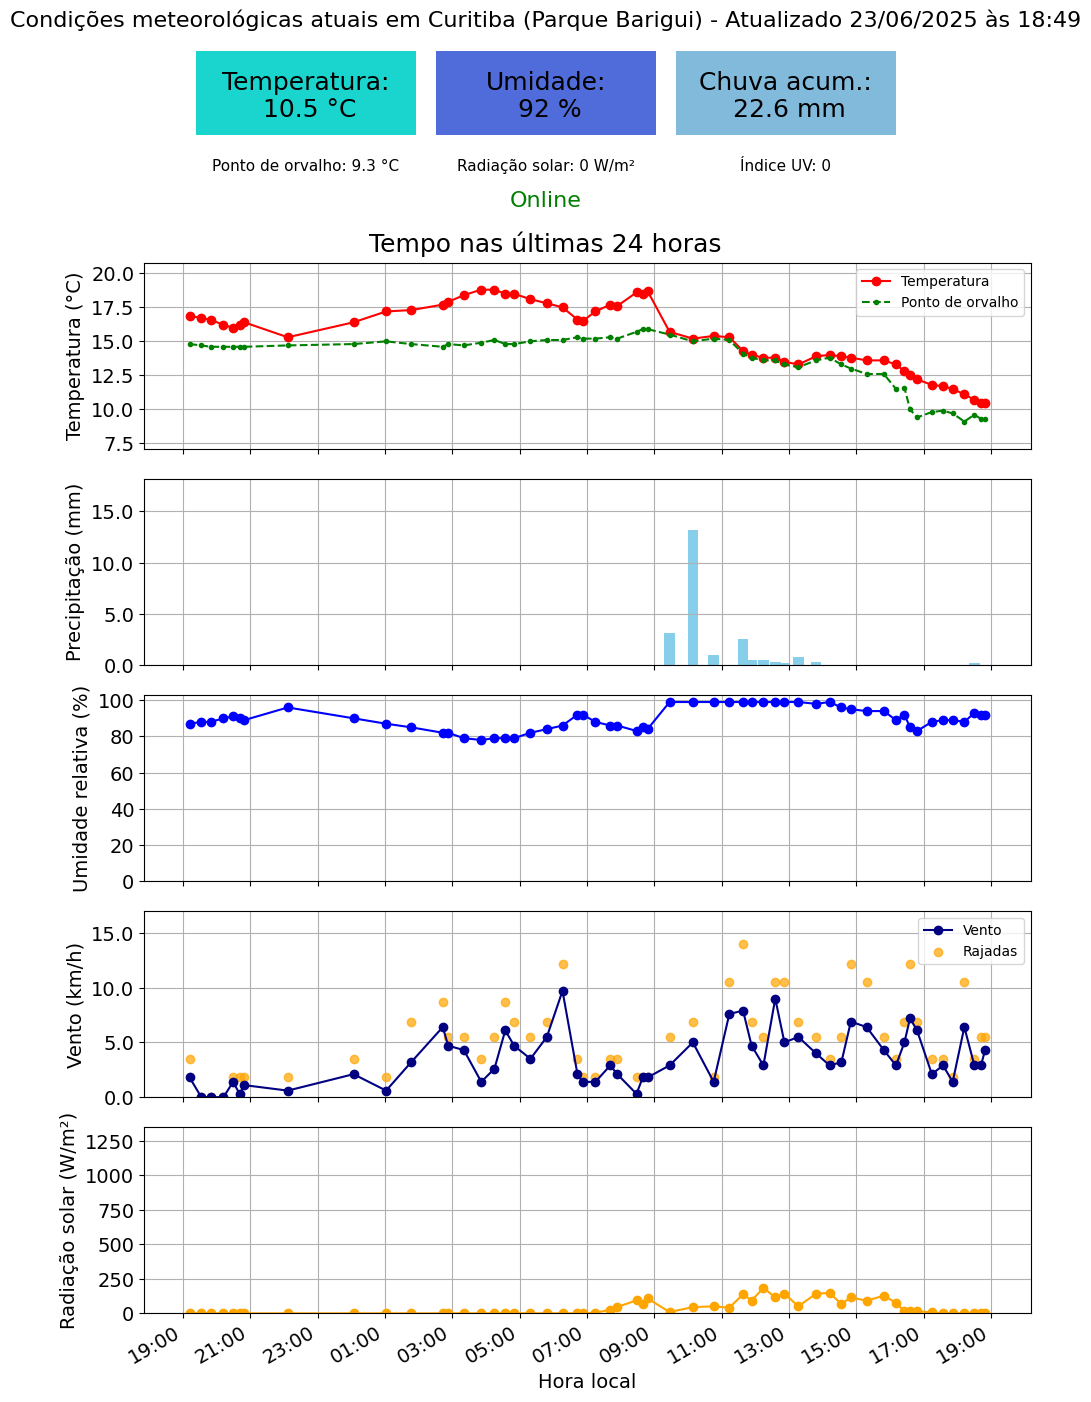 Condições meteorológicas atuais em Curitiba (Parque Barigui) - Atualizado 23/06/2025 às 18:49
Temperatura:
10.5 °C
Umidade:
92 %
Chuva acum.:
22.6 mm
Ponto de orvalho: 9.3 °C
Radiação solar: 0 W/m²
Índice UV: 0
Online
Tempo nas últimas 24 horas
Temperatura (°C)
20.0
17.5
15.0
12.5
10.0
7.5
Temperatura
Ponto de orvalho
Precipitação (mm)
15.0
10.0
5.0
0.0
Umidade relativa (%)
100
80
60
40
20
0
Vento (km/h)
15.0
10.0
5.0
0.0
Vento
Rajadas
Radiação solar (W/m²)
1250
1000
750
500
250
0
19:00
21:00
23:00
01:00
03:00
05:00
07:00
09:00
11:00
13:00
15:00
17:00
19:00
Hora local